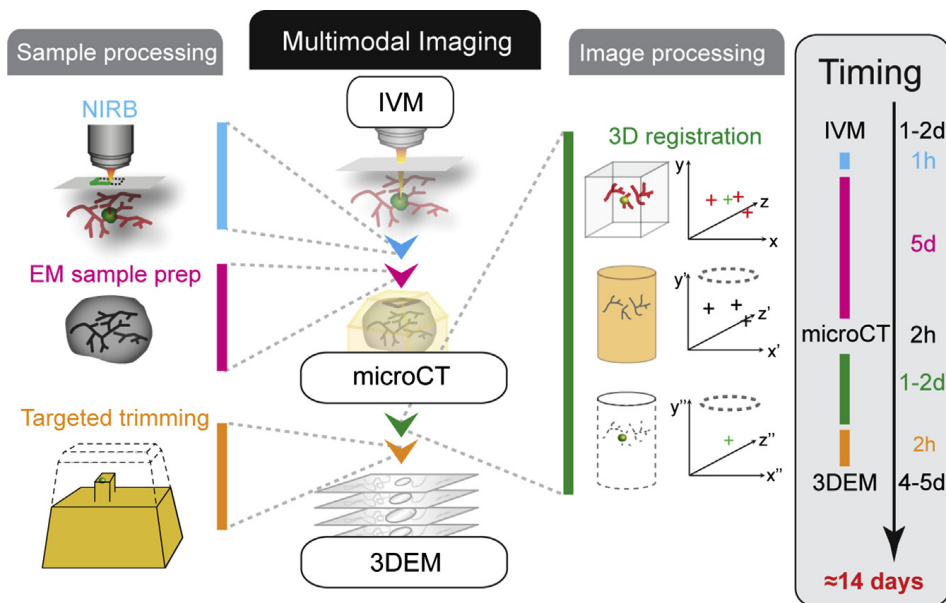 Sample processing
NIRB
EM sample prep
Targeted trimming
Multimodal Imaging
IVM
microCT
3DEM
Image processing
3D registration
y
z
x
y'
z'
x'
y''
z''
x''
Timing
IVM 1-2d
1h
5d
microCT 2h
1-2d
2h
3DEM 4-5d
≈14 days